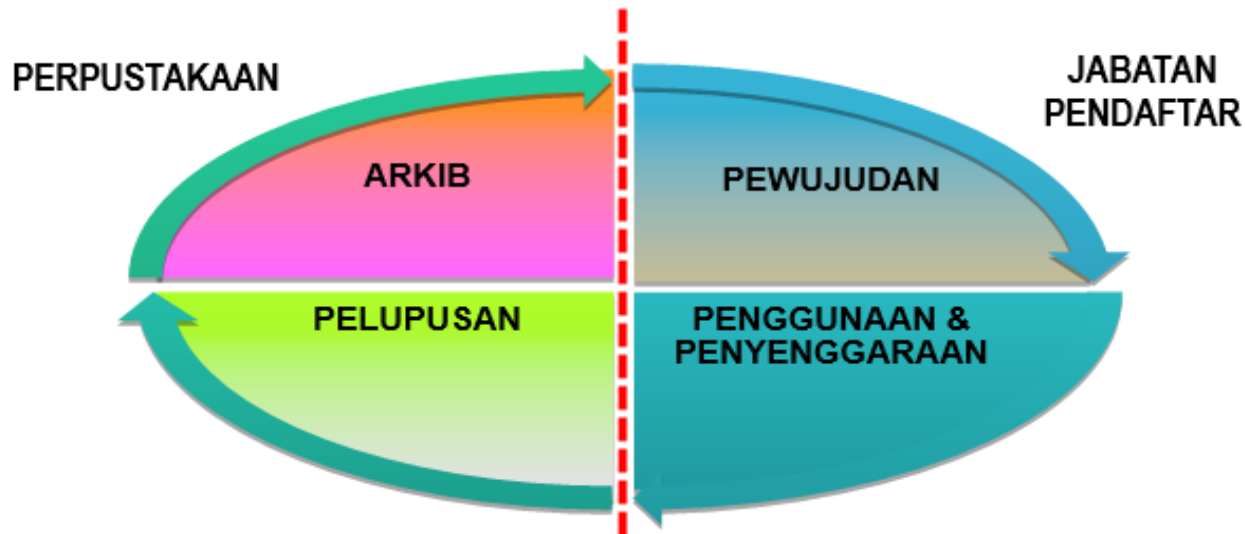 PERPUSTAKAAN
JABATAN
PENDAFTAR
ARKIB
PEWUJUDAN
PELUPUSAN
PENGGUNAAN &
PENYENGGARAAN